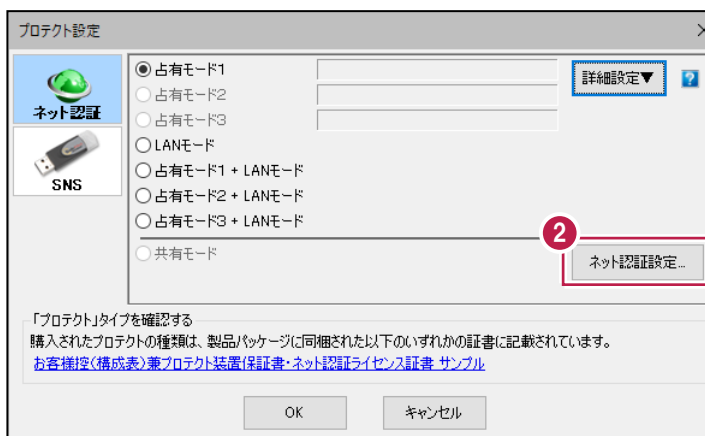 プロテクト設定
ネット認証
SNS
占有モード1
占有モード2
占有モード3
LANモード
占有モード1 + LANモード
占有モード2 + LANモード
占有モード3 + LANモード
共有モード
詳細設定▼
?
2
ネット認証設定...
「プロテクト」タイプを確認する
購入されたプロテクトの種類は、製品パッケージに同梱された以下のいずれかの証書に記載されています。
お客様控(構成表)兼プロテクト装置保証書・ネット認証ライセンス証書 サンプル
OK
キャンセル